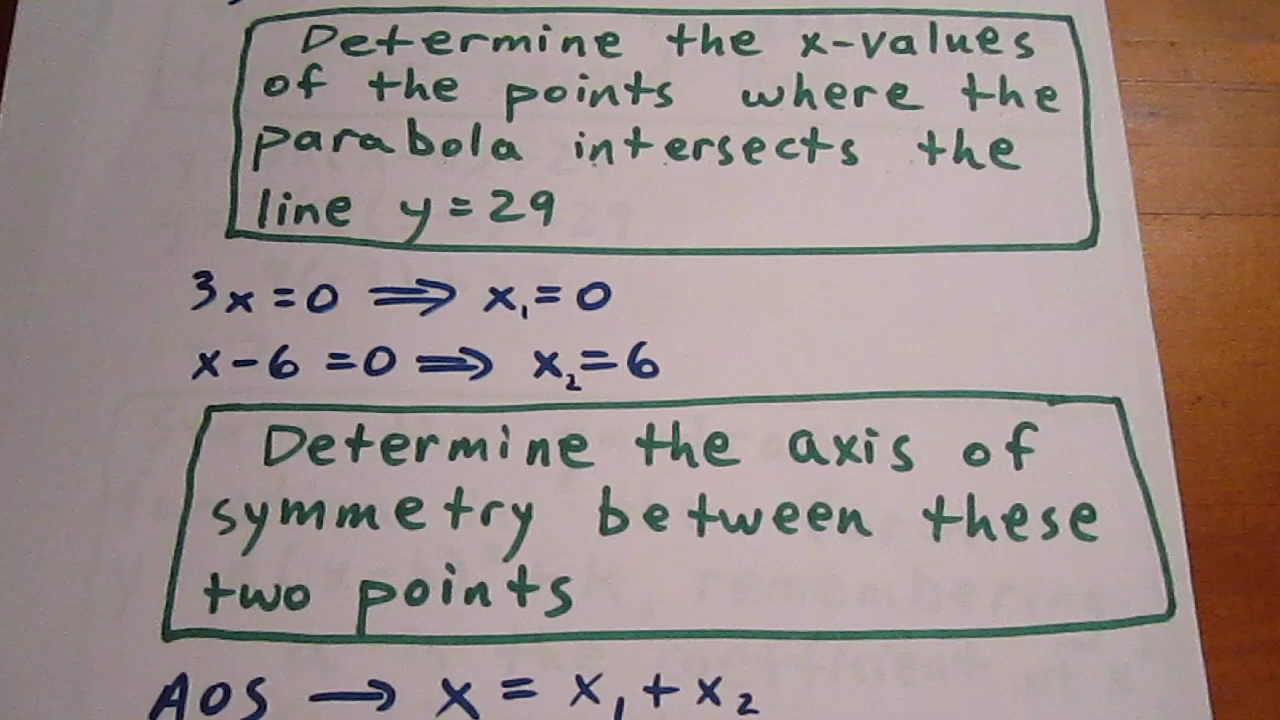 Determine the x-values
of the points where the
parabola intersects the
line y = 29
3x = 0 ⟹ x₁ = 0
x - 6 = 0 ⟹ x₂ = 6
Determine the axis of
symmetry between these
two points
AOS → x = x₁ + x₂